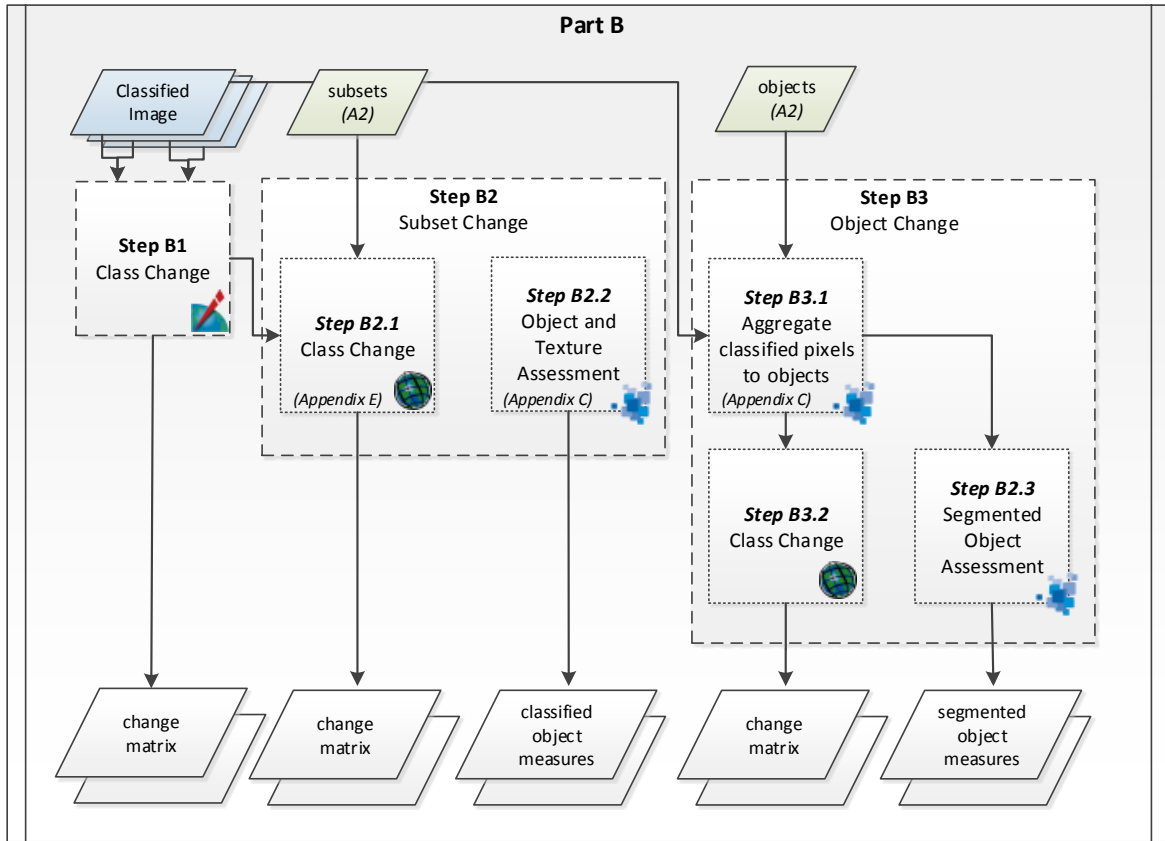 Part B
Classified
Image
subsets
(A2)
objects
(A2)
Step B1
Class Change
Step B2
Subset Change
Step B2.1
Class Change
(Appendix E)
Step B2.2
Object and
Texture
Assessment
(Appendix C)
Step B3
Object Change
Step B3.1
Aggregate
classified pixels
to objects
(Appendix C)
Step B3.2
Class Change
Step B2.3
Segmented
Object
Assessment
change
matrix
change
matrix
classified
object
measures
change
matrix
segmented
object
measures